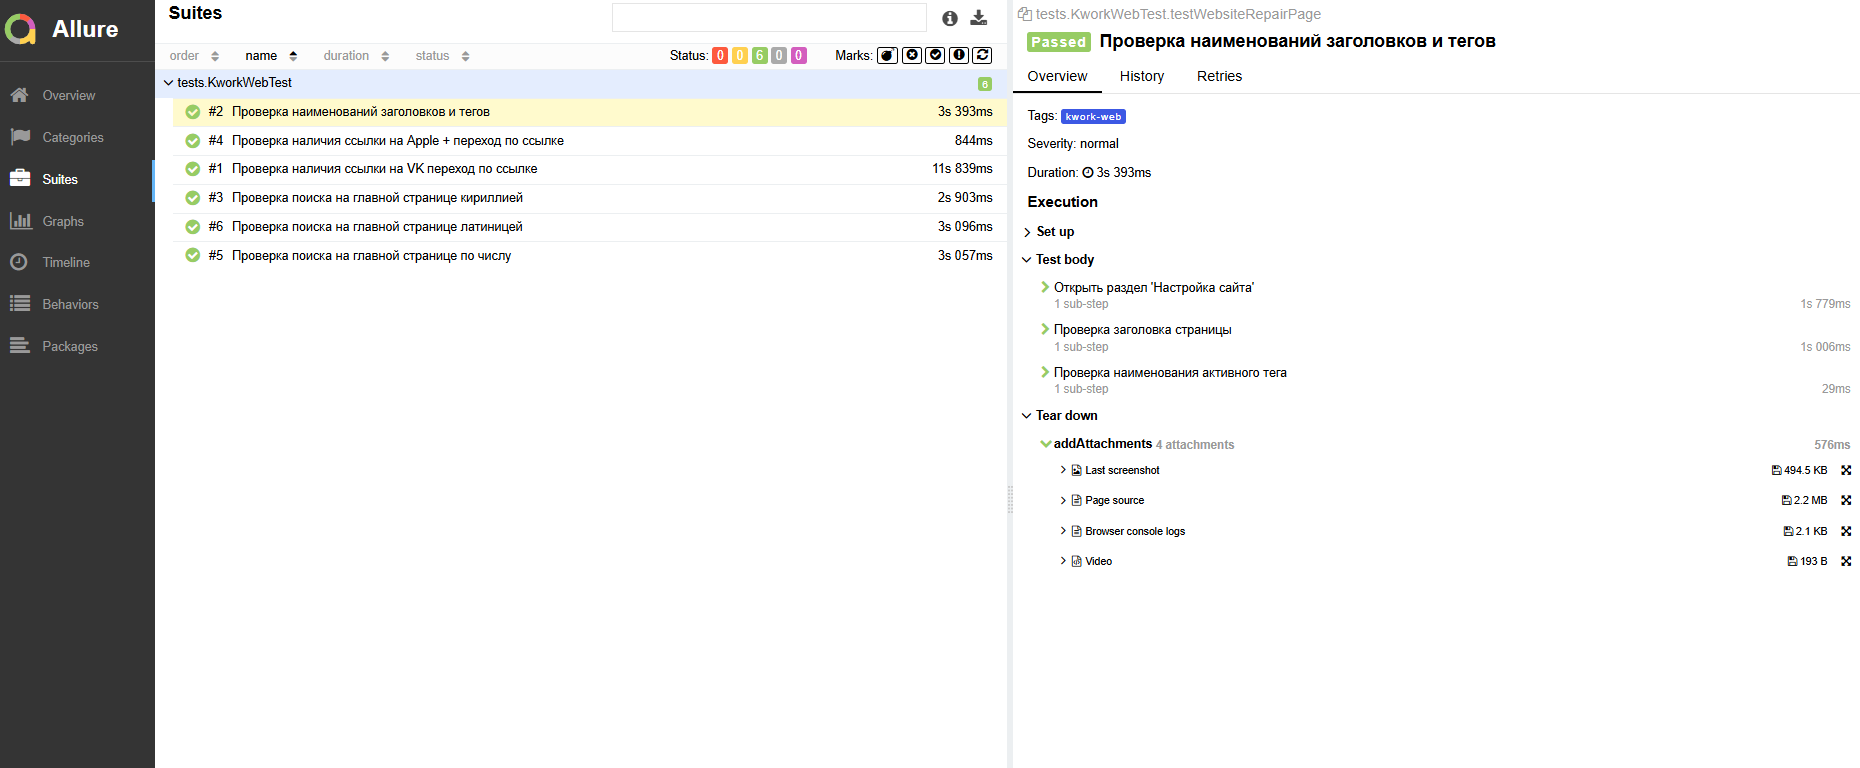 Allure
Overview
Categories
Suites
Graphs
Timeline
Behaviors
Packages
Suites
order name duration status Status: 0 0 6 0 0 Marks:
tests.KworkWebTest 6
#2 Проверка наименований заголовков и тегов 3s 393ms
#4 Проверка наличия ссылки на Apple + переход по ссылке 844ms
#1 Проверка наличия ссылки на VK переход по ссылке 11s 839ms
#3 Проверка поиска на главной странице кириллией 2s 903ms
#6 Проверка поиска на главной странице латиницей 3s 096ms
#5 Проверка поиска на главной странице по числу 3s 057ms
tests.KworkWebTest.testWebsiteRepairPage
Passed Проверка наименований заголовков и тегов
Overview History Retries
Tags: kwork-web
Severity: normal
Duration: 3s 393ms
Execution
Set up
Test body
Открыть раздел 'Настройка сайта'
1 sub-step 1s 779ms
Проверка заголовка страницы
1 sub-step 1s 006ms
Проверка наименования активного тега
1 sub-step 29ms
Tear down
addAttachments 4 attachments 576ms
Last screenshot 494.5 KB
Page source 2.2 MB
Browser console logs 2.1 KB
Video 193 B